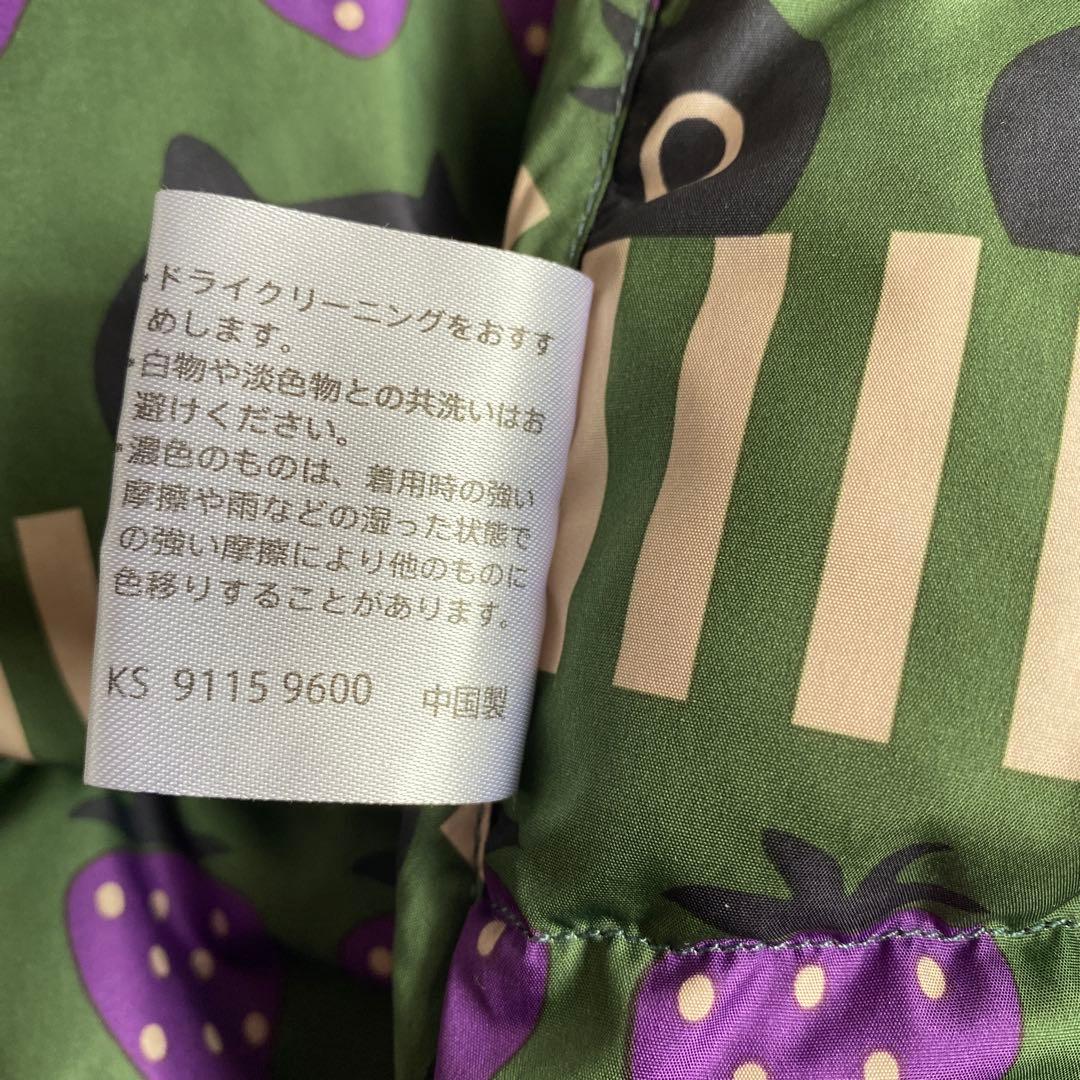 ・ドライクリーニングをおすす
めします。
・白物や淡色物との共洗いはお
避けください。
・濃色のものは、着用時の強い
摩擦や雨などの湿った状態で
の強い摩擦により他のものに
色移りすることがあります。
KS 9115 9600 中国製